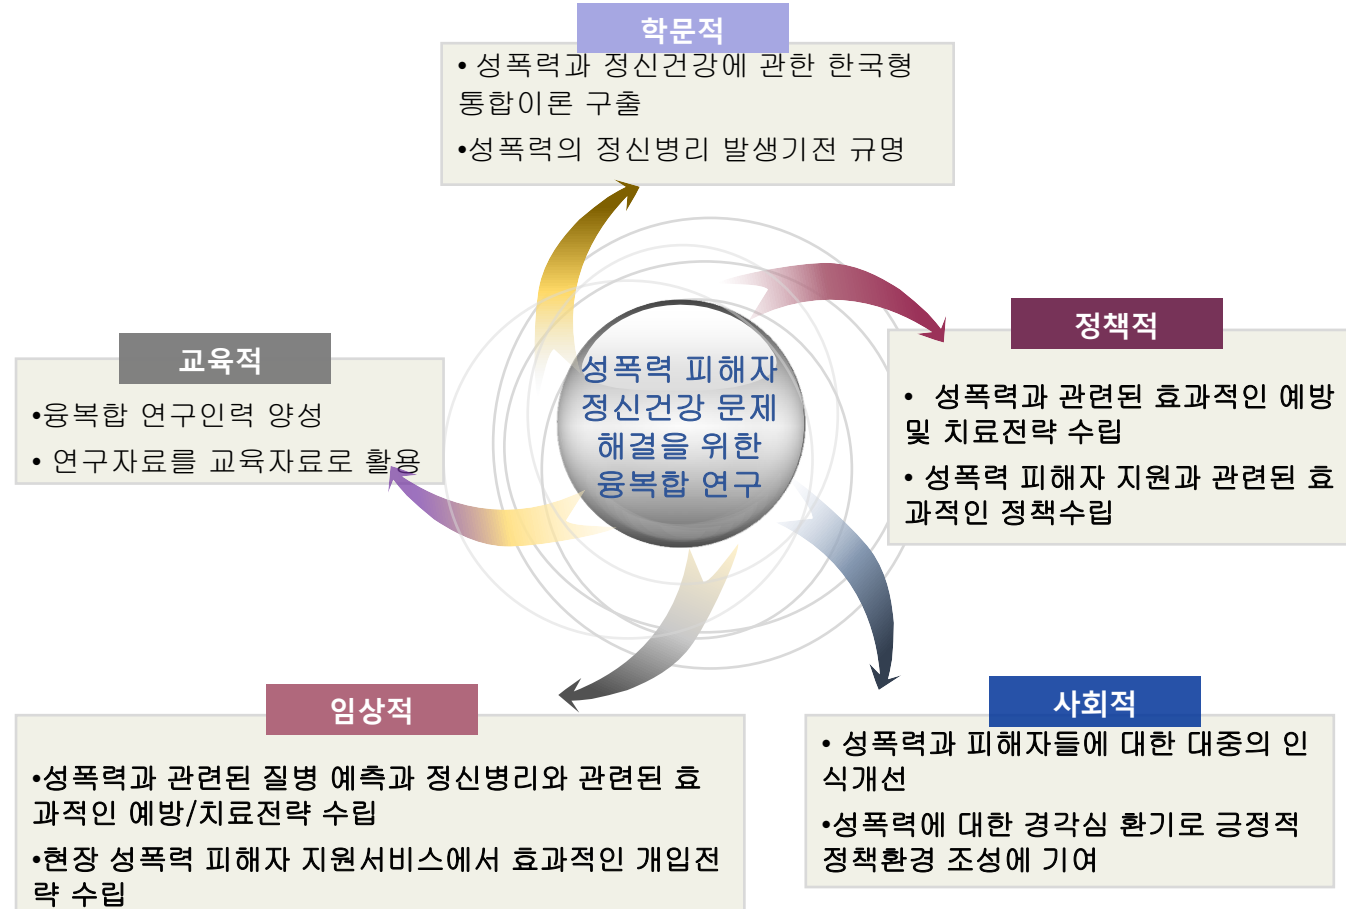 학문적
• 성폭력과 정신건강에 관한 한국형
통합이론 구출
•성폭력의 정신병리 발생기전 규명
정책적
• 성폭력과 관련된 효과적인 예방
및 치료전략 수립
• 성폭력 피해자 지원과 관련된 효
과적인 정책수립
교육적
•융복합 연구인력 양성
• 연구자료를 교육자료로 활용
성폭력 피해자
정신건강 문제
해결을 위한
융복합 연구
임상적
•성폭력과 관련된 질병 예측과 정신병리와 관련된 효
과적인 예방/치료전략 수립
•현장 성폭력 피해자 지원서비스에서 효과적인 개입전
략 수립
사회적
• 성폭력과 피해자들에 대한 대중의 인
식개선
•성폭력에 대한 경각심 환기로 긍정적
정책환경 조성에 기여